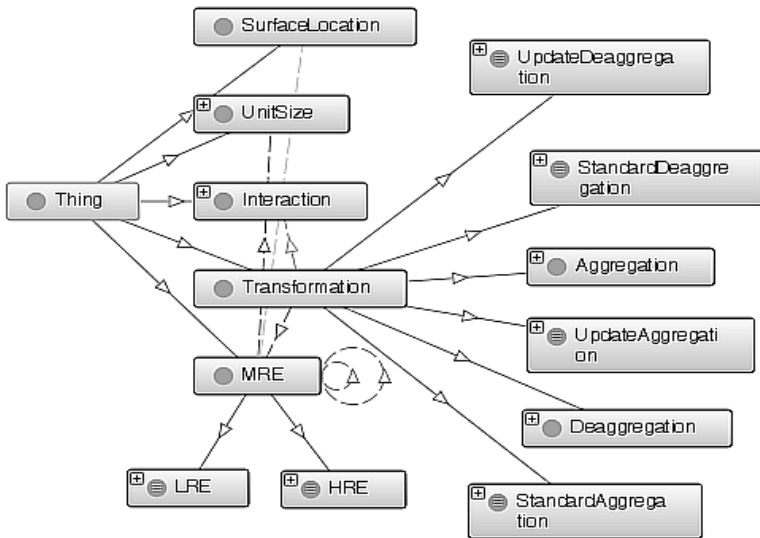 SurfaceLocation
UpdateDeaggrega
tion
UnitSize
StandardDeaggre
gation
Thing
Interaction
Aggregation
Transformation
UpdateAggregati
on
MRE
Deaggregation
LRE
HRE
StandardAggrega
tion